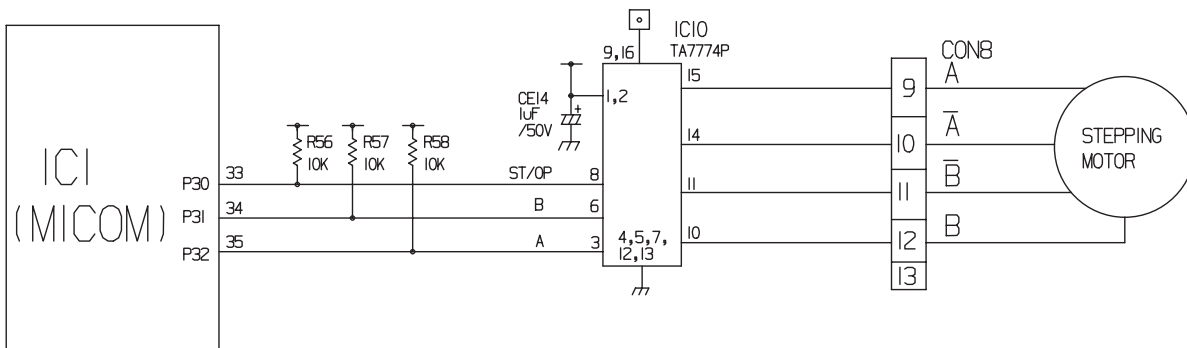 IC1
(MICOM)
P30
P31
P32
33
34
35
R56
10K
R57
10K
R58
10K
ST/OP
B
A
CE14
1uF
/50V
+
8
6
3
1,2
9,16
IC10
TA7774P
4,5,7,
12,13
15
14
11
10
CON8
9
10
11
12
13
A
A̅
B̅
B
STEPPING
MOTOR